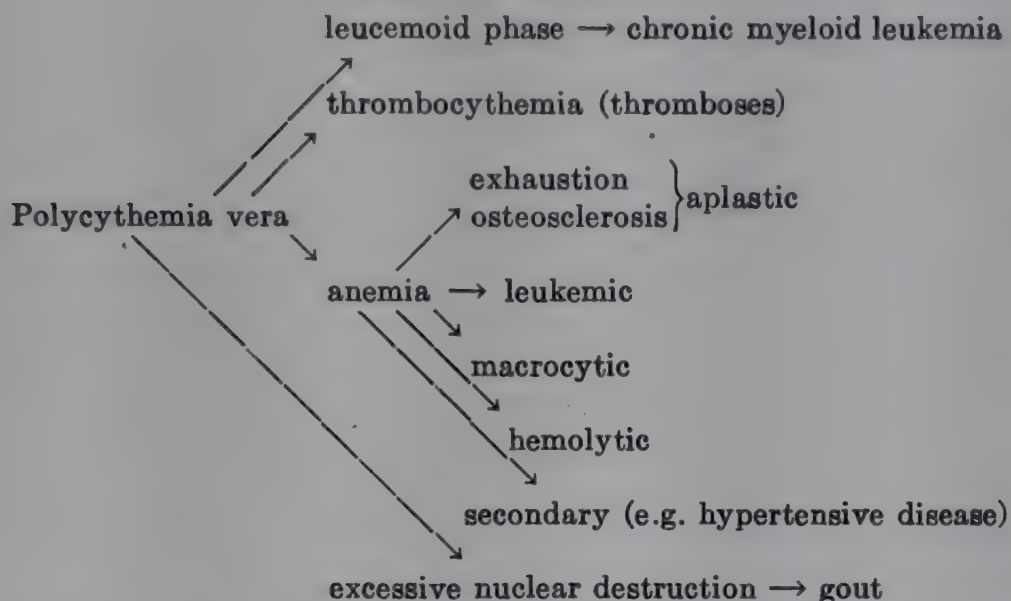 leucemoid phase → chronic myeloid leukemia
thrombocythemia (thromboses)
exhaustion
osteosclerosis } aplastic
Polycythemia vera
anemia → leukemic
macrocytic
hemolytic
secondary (e.g. hypertensive disease)
excessive nuclear destruction → gout